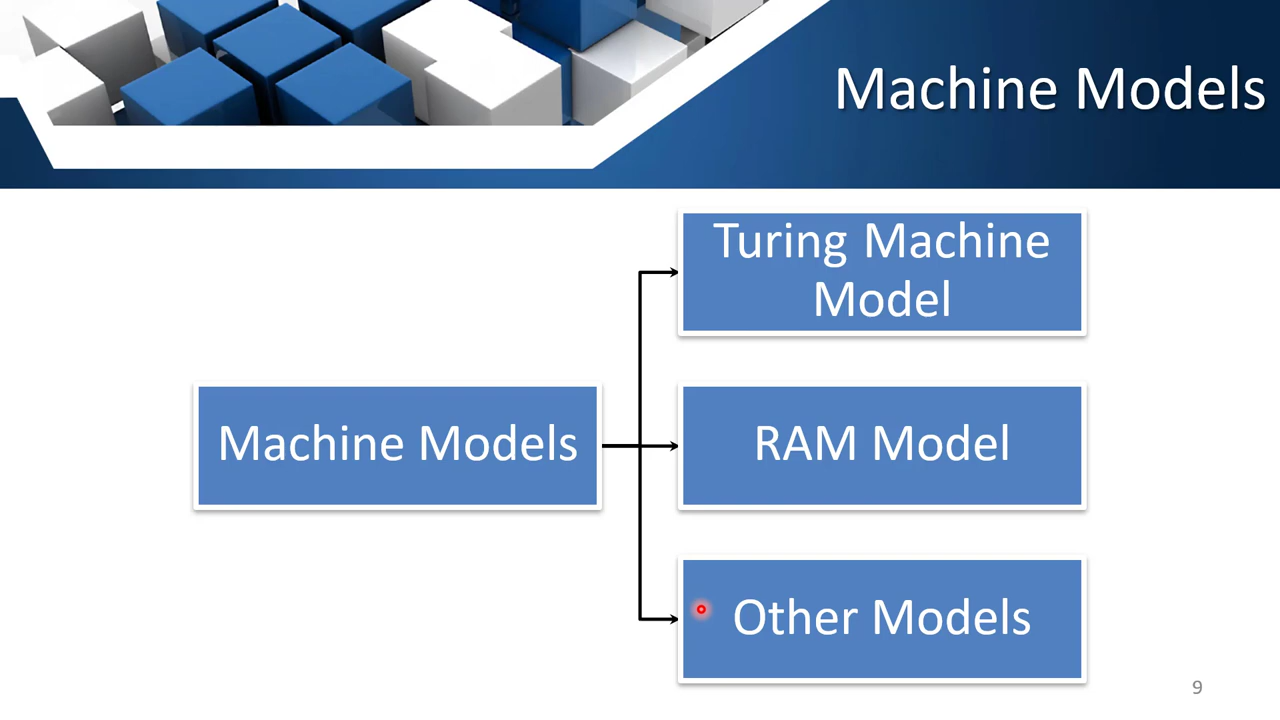 Machine Models
Turing Machine
Model
Machine Models
RAM Model
Other Models
9